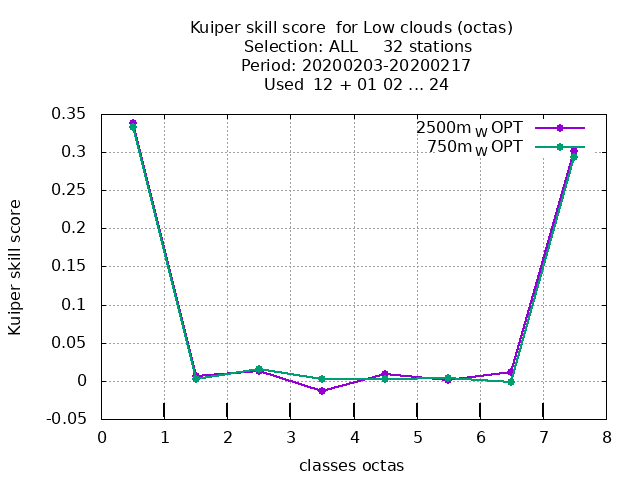 Kuiper skill score  for Low clouds (octas)
Selection: ALL     32 stations
Period: 20200203-20200217
Used  12 + 01 02 ... 24
2500m WOPT
750m WOPT
0.35
0.3
0.25
0.2
0.15
0.1
0.05
0
-0.05
Kuiper skill score
0 1 2 3 4 5 6 7 8
classes octas